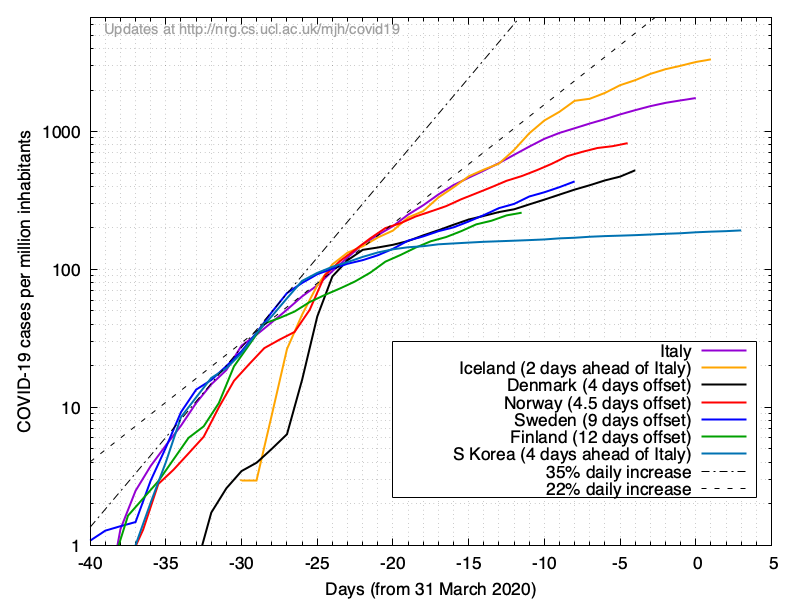 Updates at http://nrg.cs.ucl.ac.uk/mjh/covid19
COVID-19 cases per million inhabitants
1000
100
10
1
Italy
Iceland (2 days ahead of Italy)
Denmark (4 days offset)
Norway (4.5 days offset)
Sweden (9 days offset)
Finland (12 days offset)
S Korea (4 days ahead of Italy)
35% daily increase
22% daily increase
-40 -35 -30 -25 -20 -15 -10 -5 0 5
Days (from 31 March 2020)